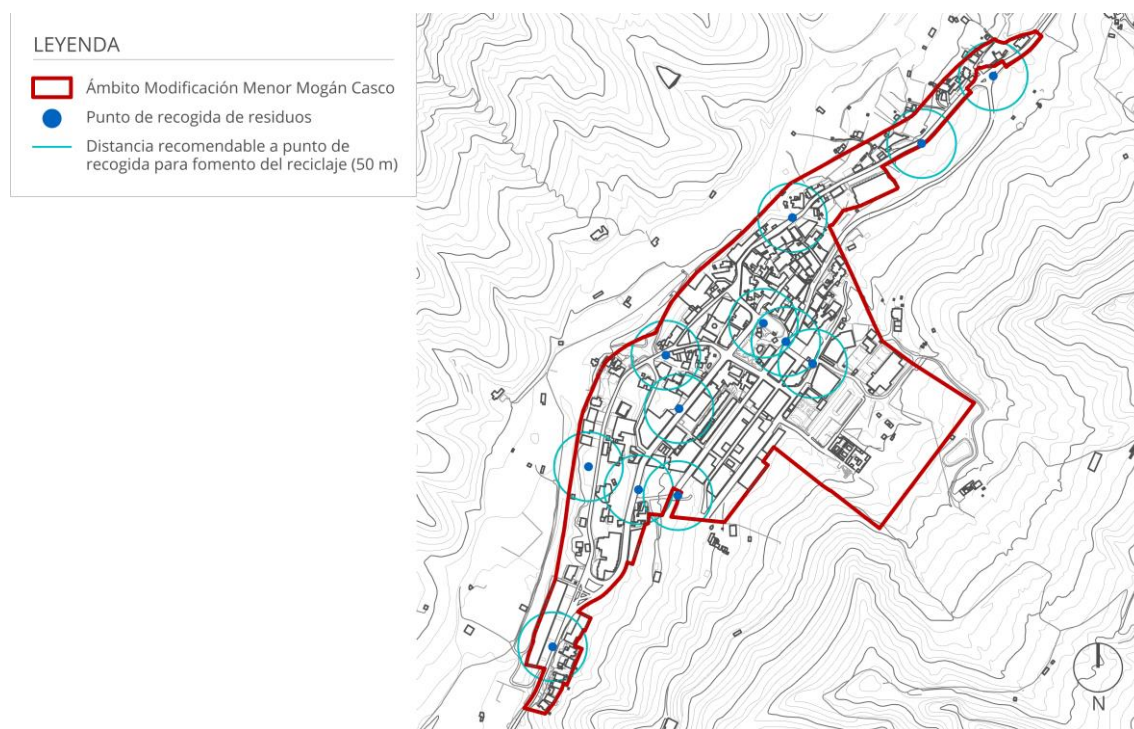 LEYENDA
Ámbito Modificación Menor Mogán Casco
Punto de recogida de residuos
Distancia recomendable a punto de
recogida para fomento del reciclaje (50 m)
N